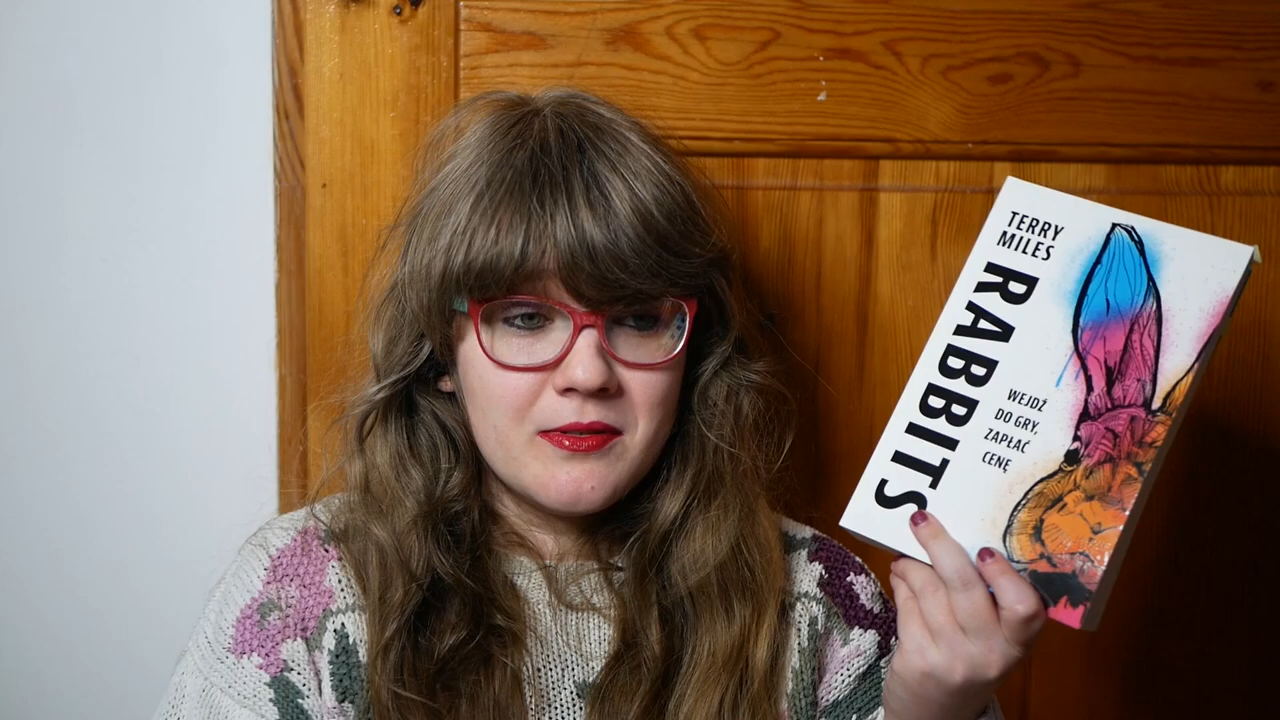 TERRY
MILES
RABBITS
WEJDŹ
DO GRY,
ZAPŁAĆ
CENĘ